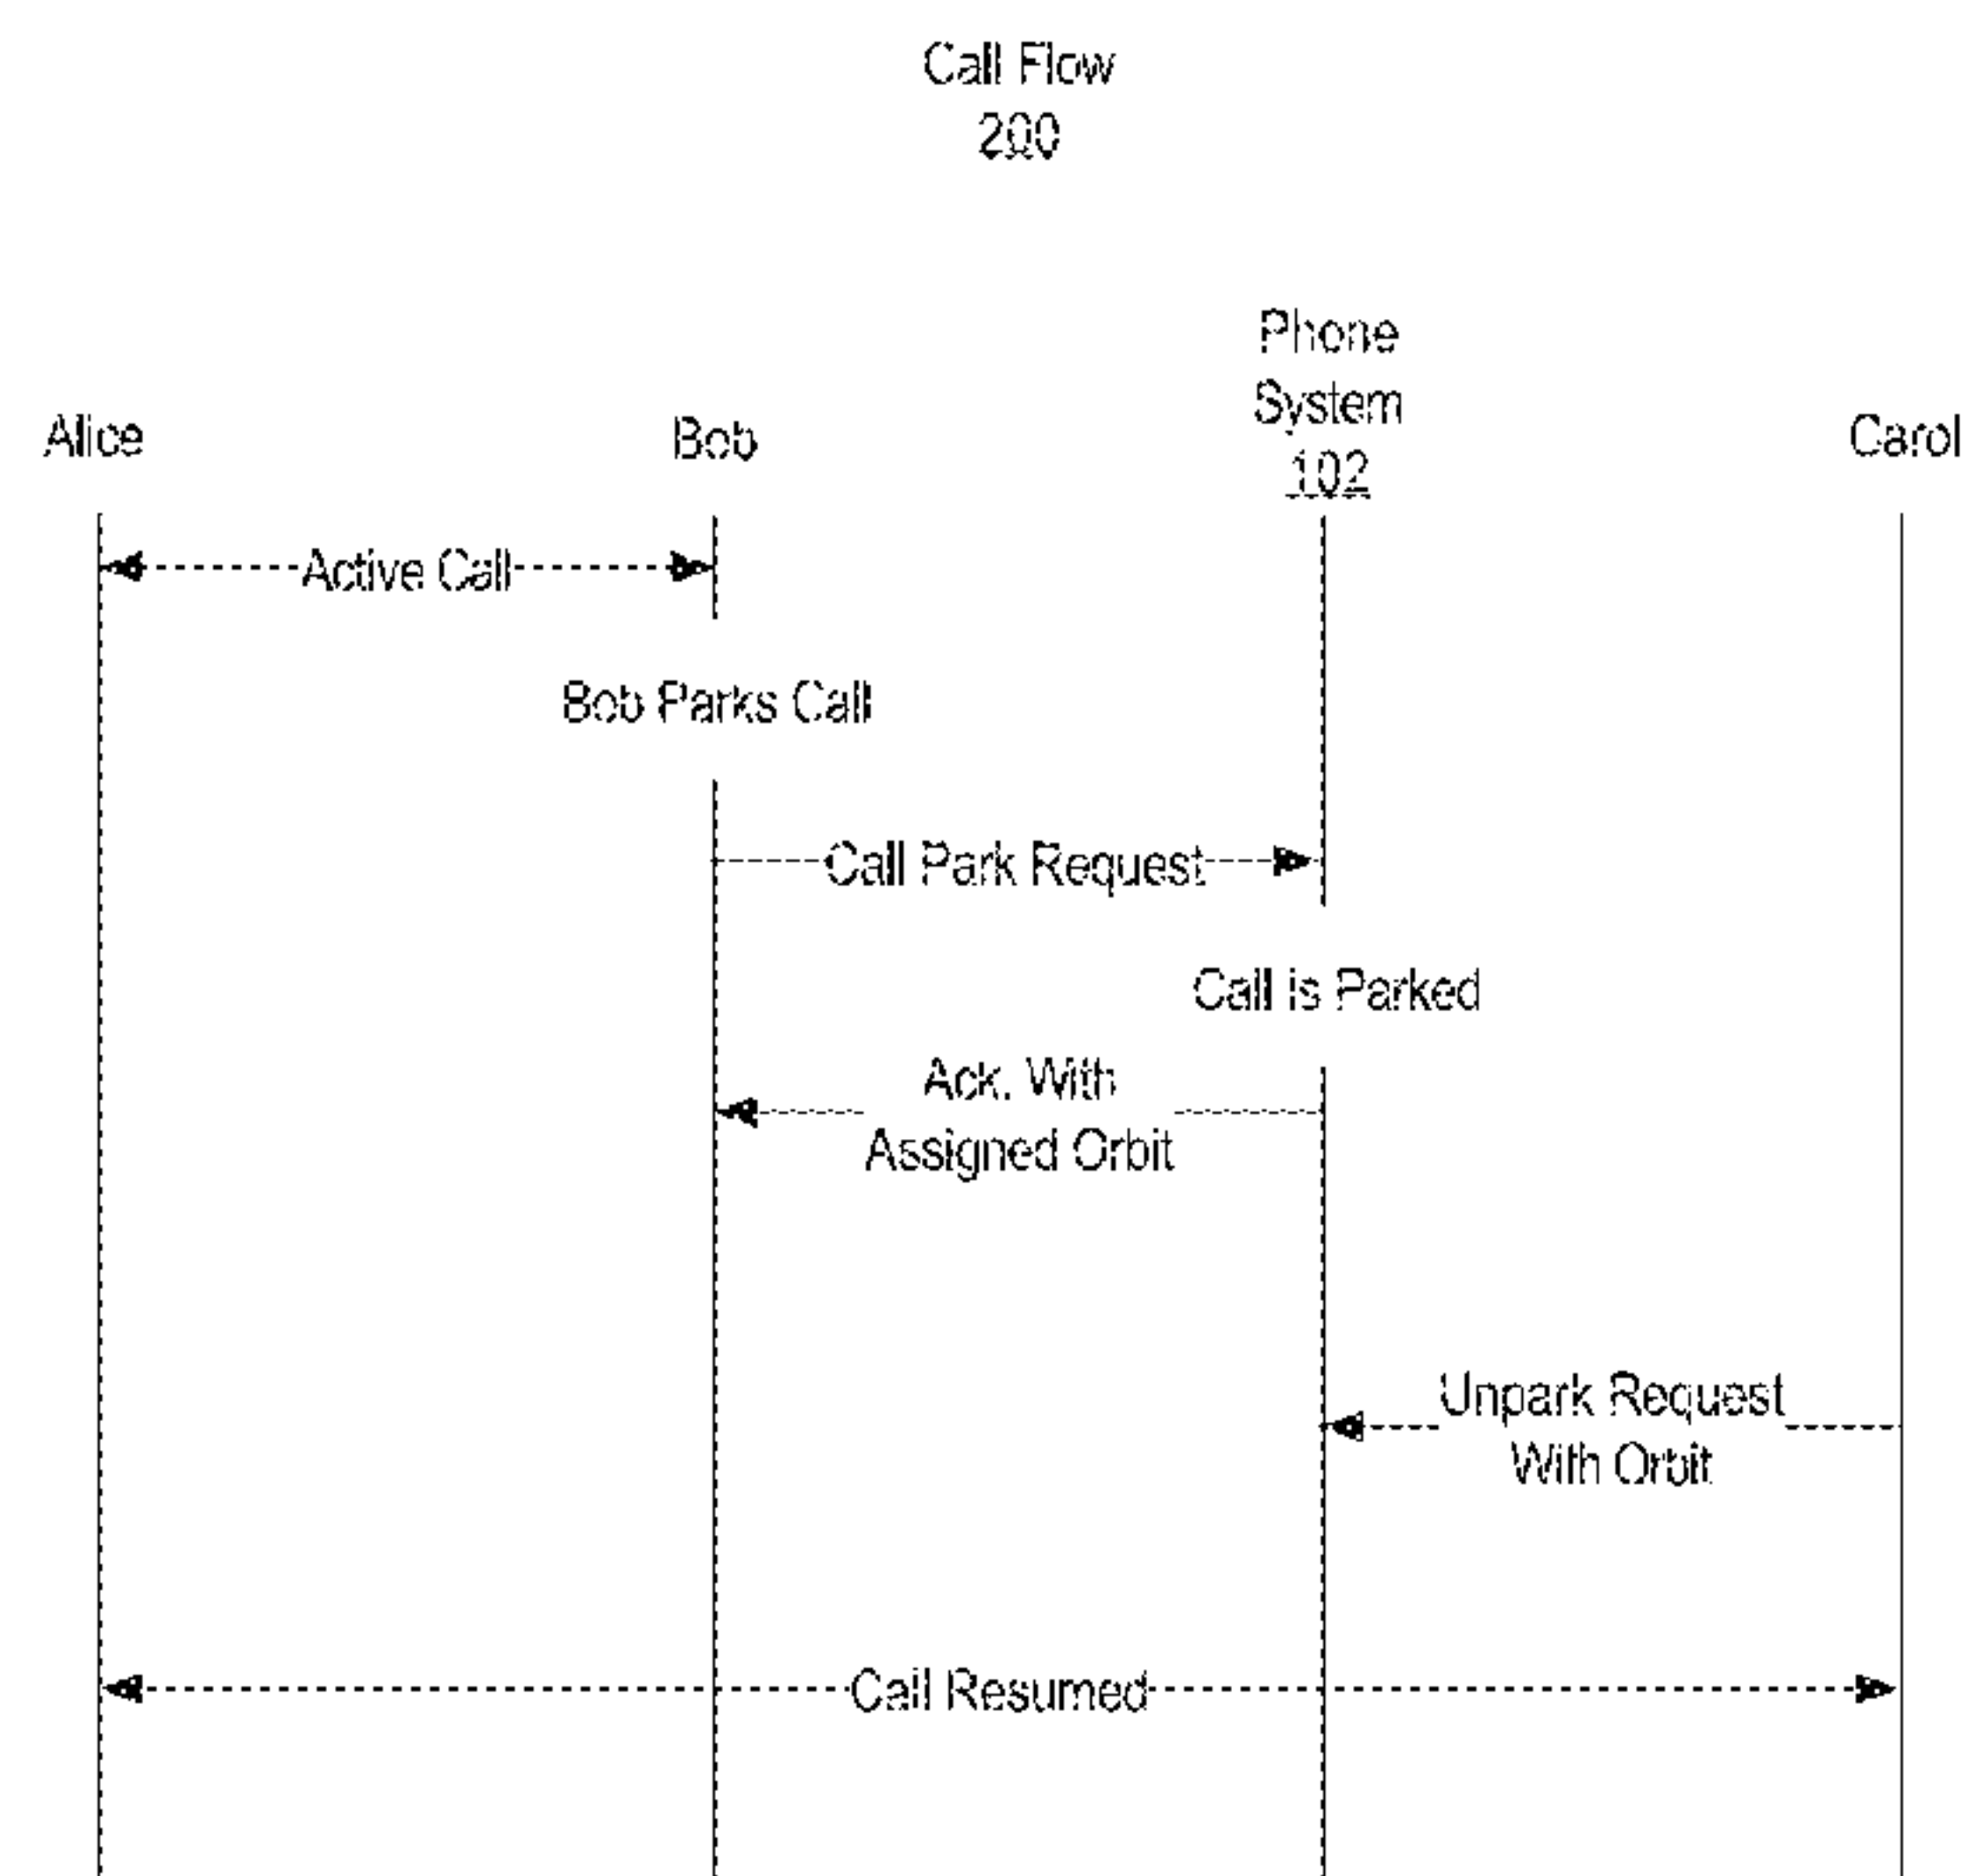 Call Flow
200
Phone
System
102
Alice
Bob
Carol
Active Call
Bob Parks Call
Call Park Request
Call is Parked
Ack. With
Assigned Orbit
Unpark Request
With Orbit
Call Resumed